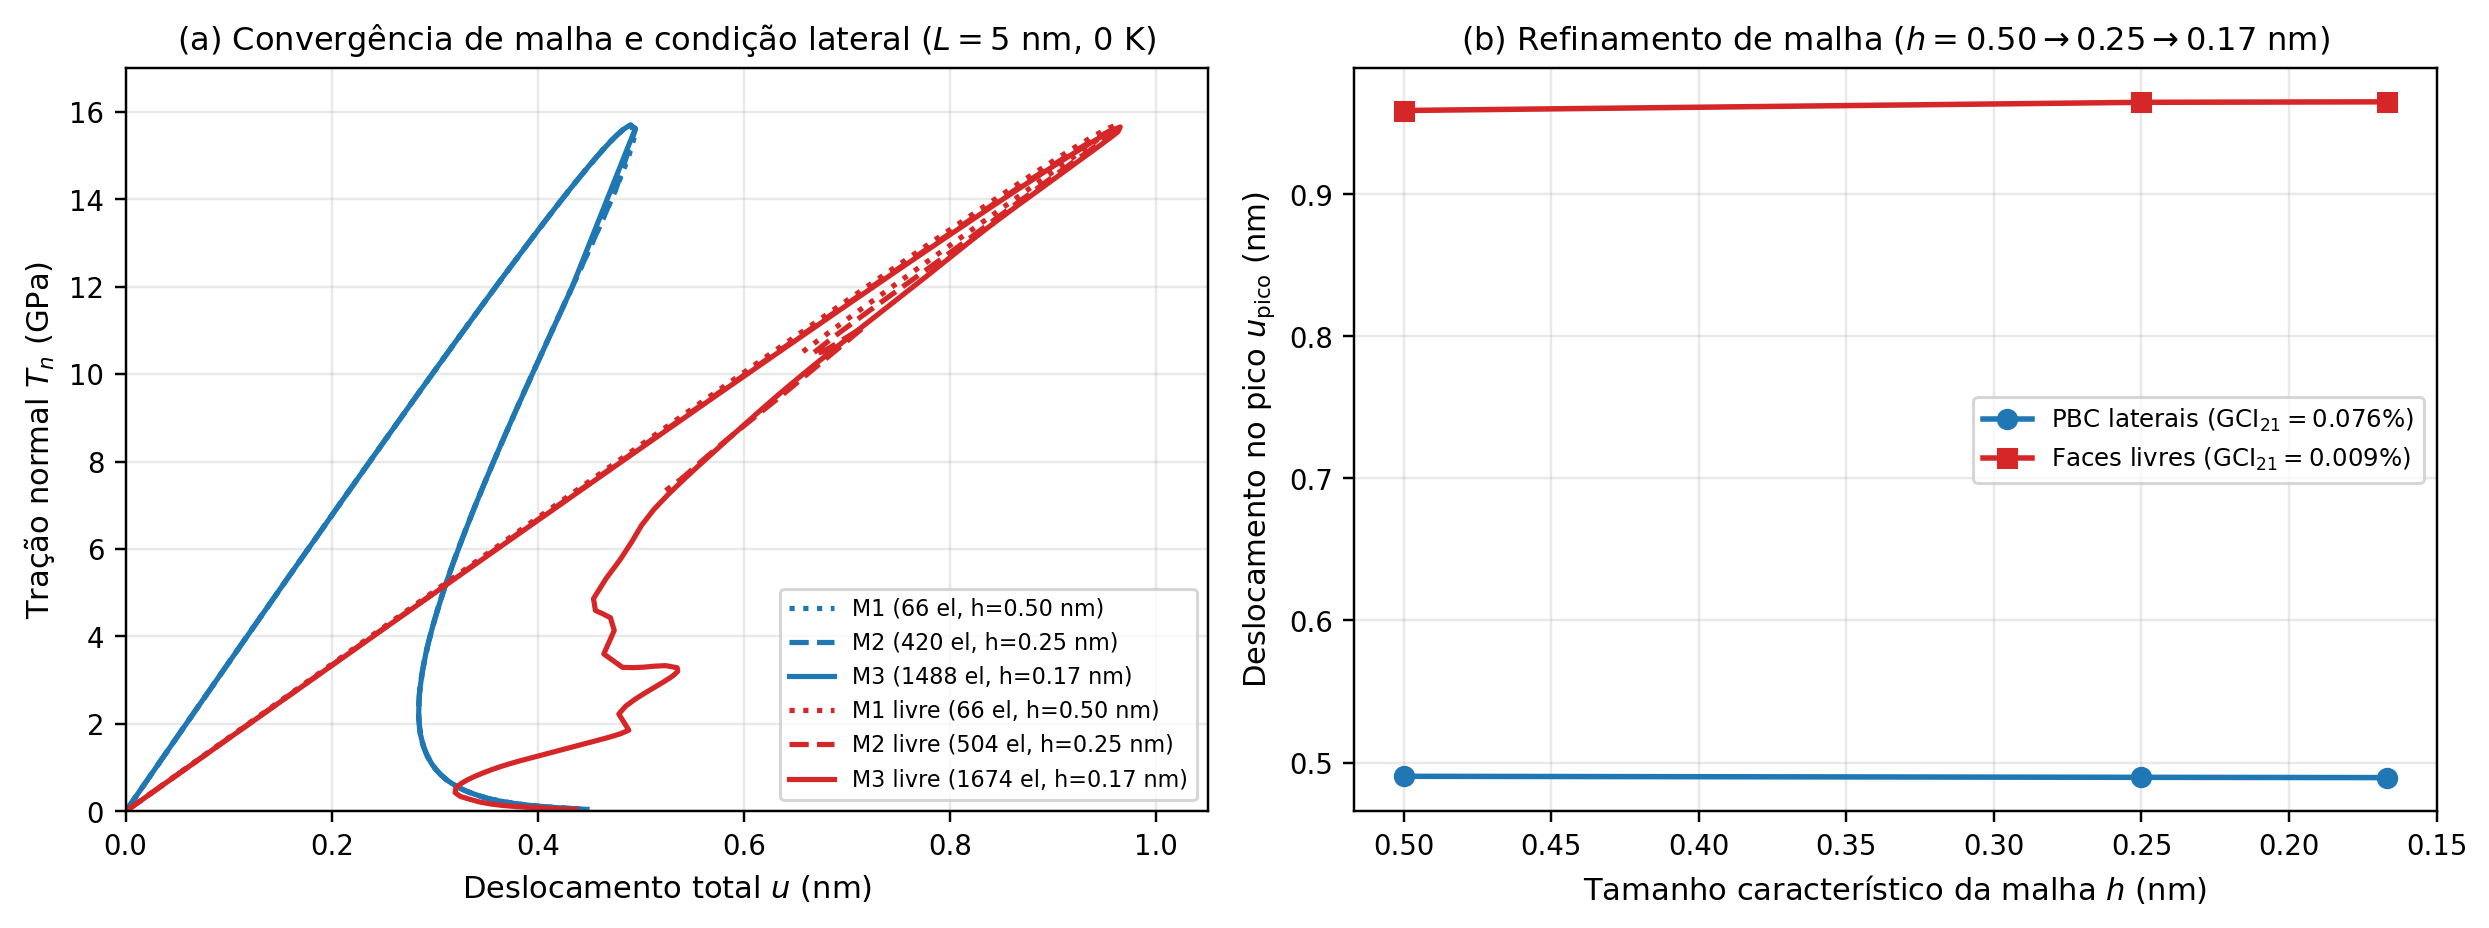 (a) Convergência de malha e condição lateral (L = 5 nm, 0 K)
Tração normal Tₙ (GPa)
16
14
12
10
8
6
4
2
0
0.0 0.2 0.4 0.6 0.8 1.0
Deslocamento total u (nm)
M1 (66 el, h=0.50 nm)
M2 (420 el, h=0.25 nm)
M3 (1488 el, h=0.17 nm)
M1 livre (66 el, h=0.50 nm)
M2 livre (504 el, h=0.25 nm)
M3 livre (1674 el, h=0.17 nm)
(b) Refinamento de malha (h = 0.50 → 0.25 → 0.17 nm)
Deslocamento no pico u_pico (nm)
0.9
0.8
0.7
0.6
0.5
PBC laterais (GCI₂₁ = 0.076%)
Faces livres (GCI₂₁ = 0.009%)
0.50 0.45 0.40 0.35 0.30 0.25 0.20 0.15
Tamanho característico da malha h (nm)